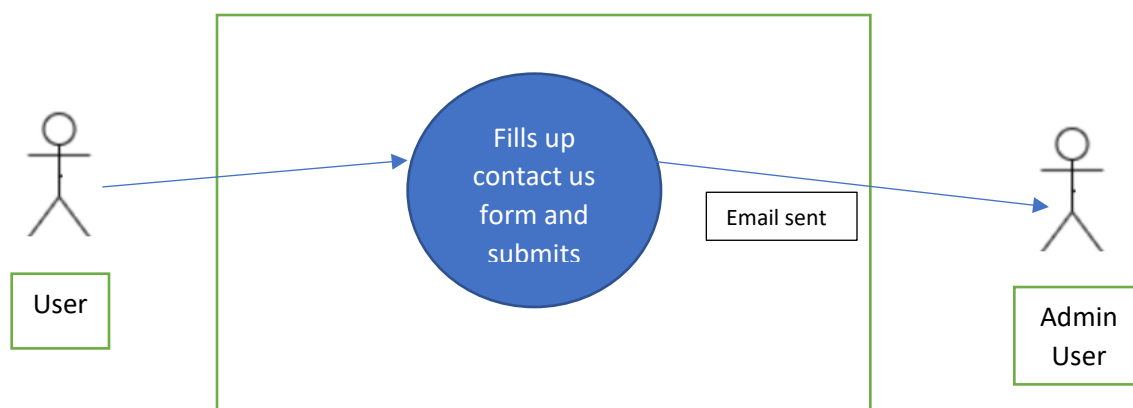 Fills up
contact us
form and
submits
Email sent
User
Admin
User